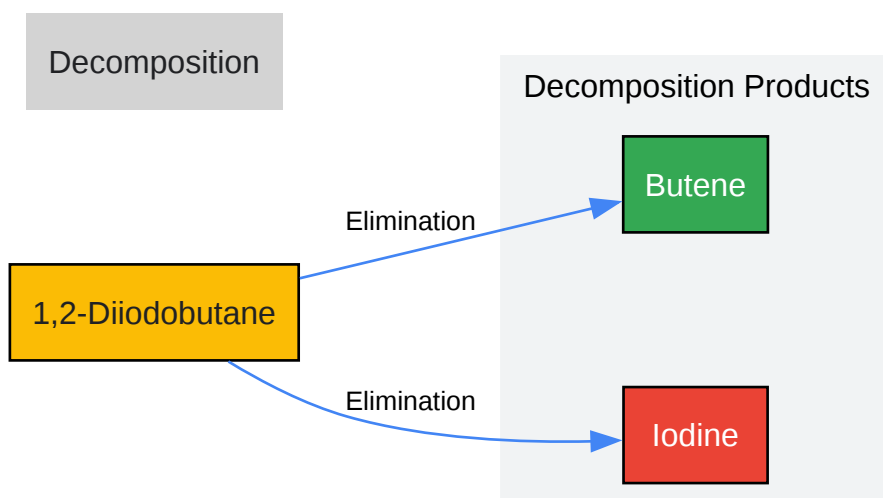 Decomposition
Decomposition Products
Butene
Elimination
1,2-Diiodobutane
Elimination
Iodine